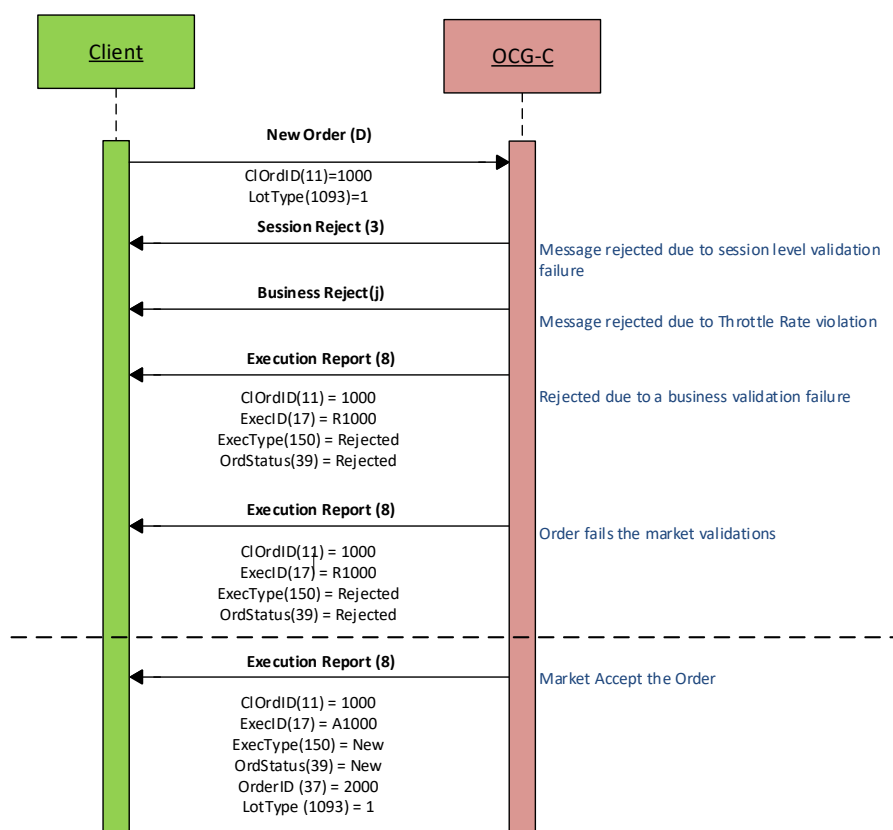 Client
OCG-C
New Order (D)
ClOrdID(11)=1000
LotType(1093)=1
Session Reject (3)
Message rejected due to session level validation
failure
Business Reject(j)
Message rejected due to Throttle Rate violation
Execution Report (8)
Rejected due to a business validation failure
ClOrdID(11) = 1000
ExecID(17) = R1000
ExecType(150) = Rejected
OrdStatus(39) = Rejected
Execution Report (8)
Order fails the market validations
ClOrdID(11) = 1000
ExecID(17) = R1000
ExecType(150) = Rejected
OrdStatus(39) = Rejected
Execution Report (8)
Market Accept the Order
ClOrdID(11) = 1000
ExecID(17) = A1000
ExecType(150) = New
OrdStatus(39) = New
OrderID (37) = 2000
LotType (1093) = 1